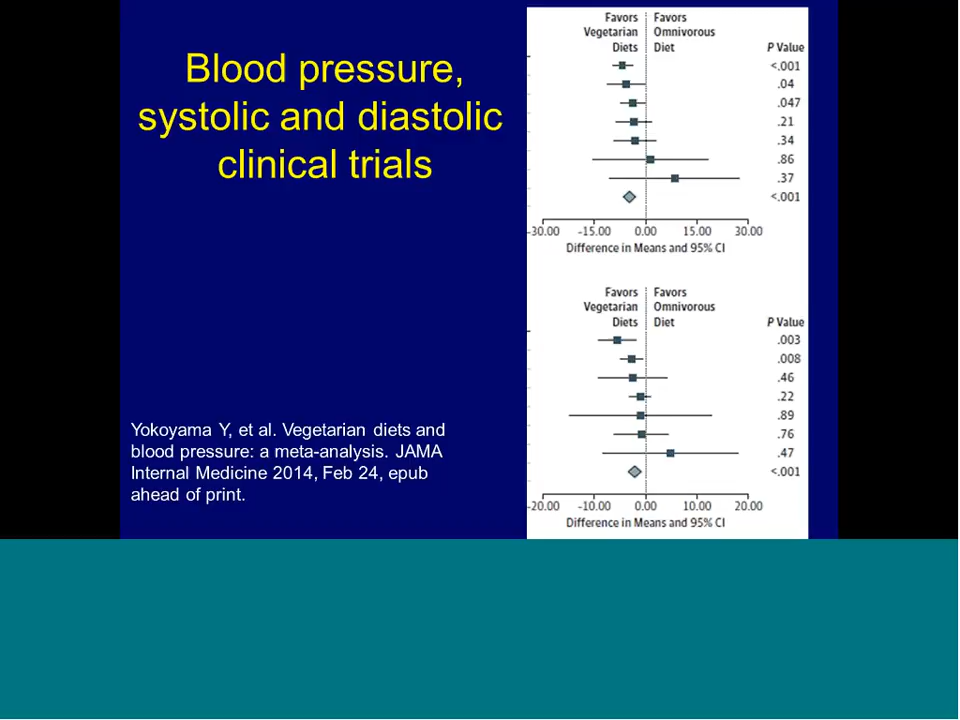 Blood pressure,
systolic and diastolic
clinical trials
Yokoyama Y, et al. Vegetarian diets and
blood pressure: a meta-analysis. JAMA
Internal Medicine 2014, Feb 24, epub
ahead of print.
Favors Favors
Vegetarian Omnivorous
Diets Diet P Value
<.001
.04
.047
.21
.34
.86
.37
<.001
-30.00 -15.00 0.00 15.00 30.00
Difference in Means and 95% CI
Favors Favors
Vegetarian Omnivorous
Diets Diet P Value
.003
.008
.46
.22
.89
.76
.47
<.001
-20.00 -10.00 0.00 10.00 20.00
Difference in Means and 95% CI